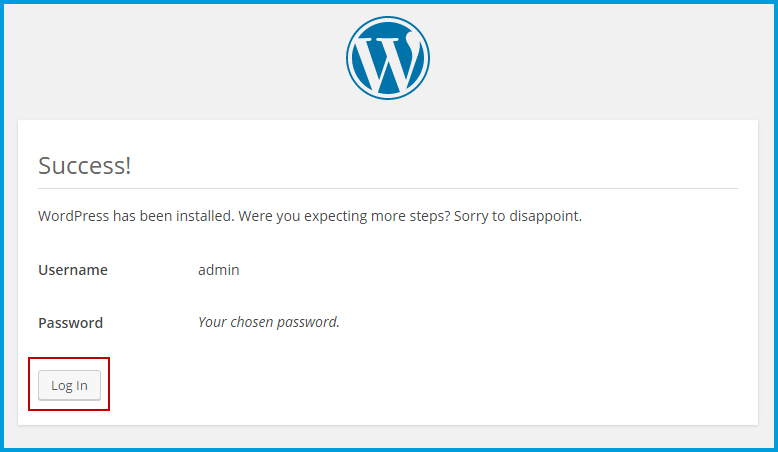 Success!
WordPress has been installed. Were you expecting more steps? Sorry to disappoint.
Username admin
Password Your chosen password.
Log In